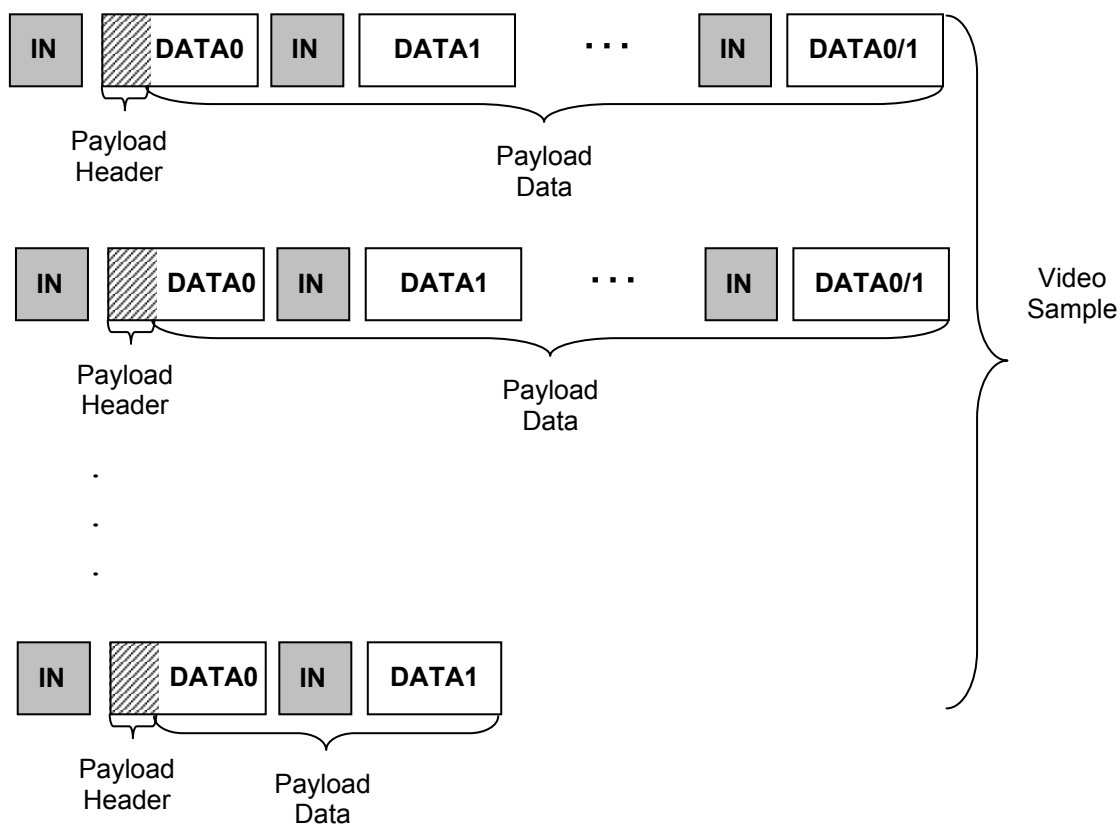 IN DATA0 IN DATA1 . . . IN DATA0/1
Payload
Header
Payload
Data
IN DATA0 IN DATA1 . . . IN DATA0/1
Payload
Header
Payload
Data
Video
Sample
.
.
.
IN DATA0 IN DATA1
Payload
Header
Payload
Data